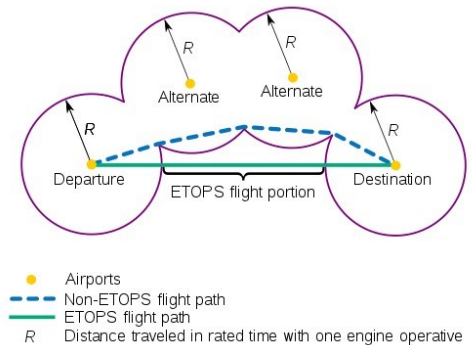 R
R
Alternate
Alternate
R
R
Departure
Destination
ETOPS flight portion
Airports
Non-ETOPS flight path
ETOPS flight path
R Distance traveled in rated time with one engine operative